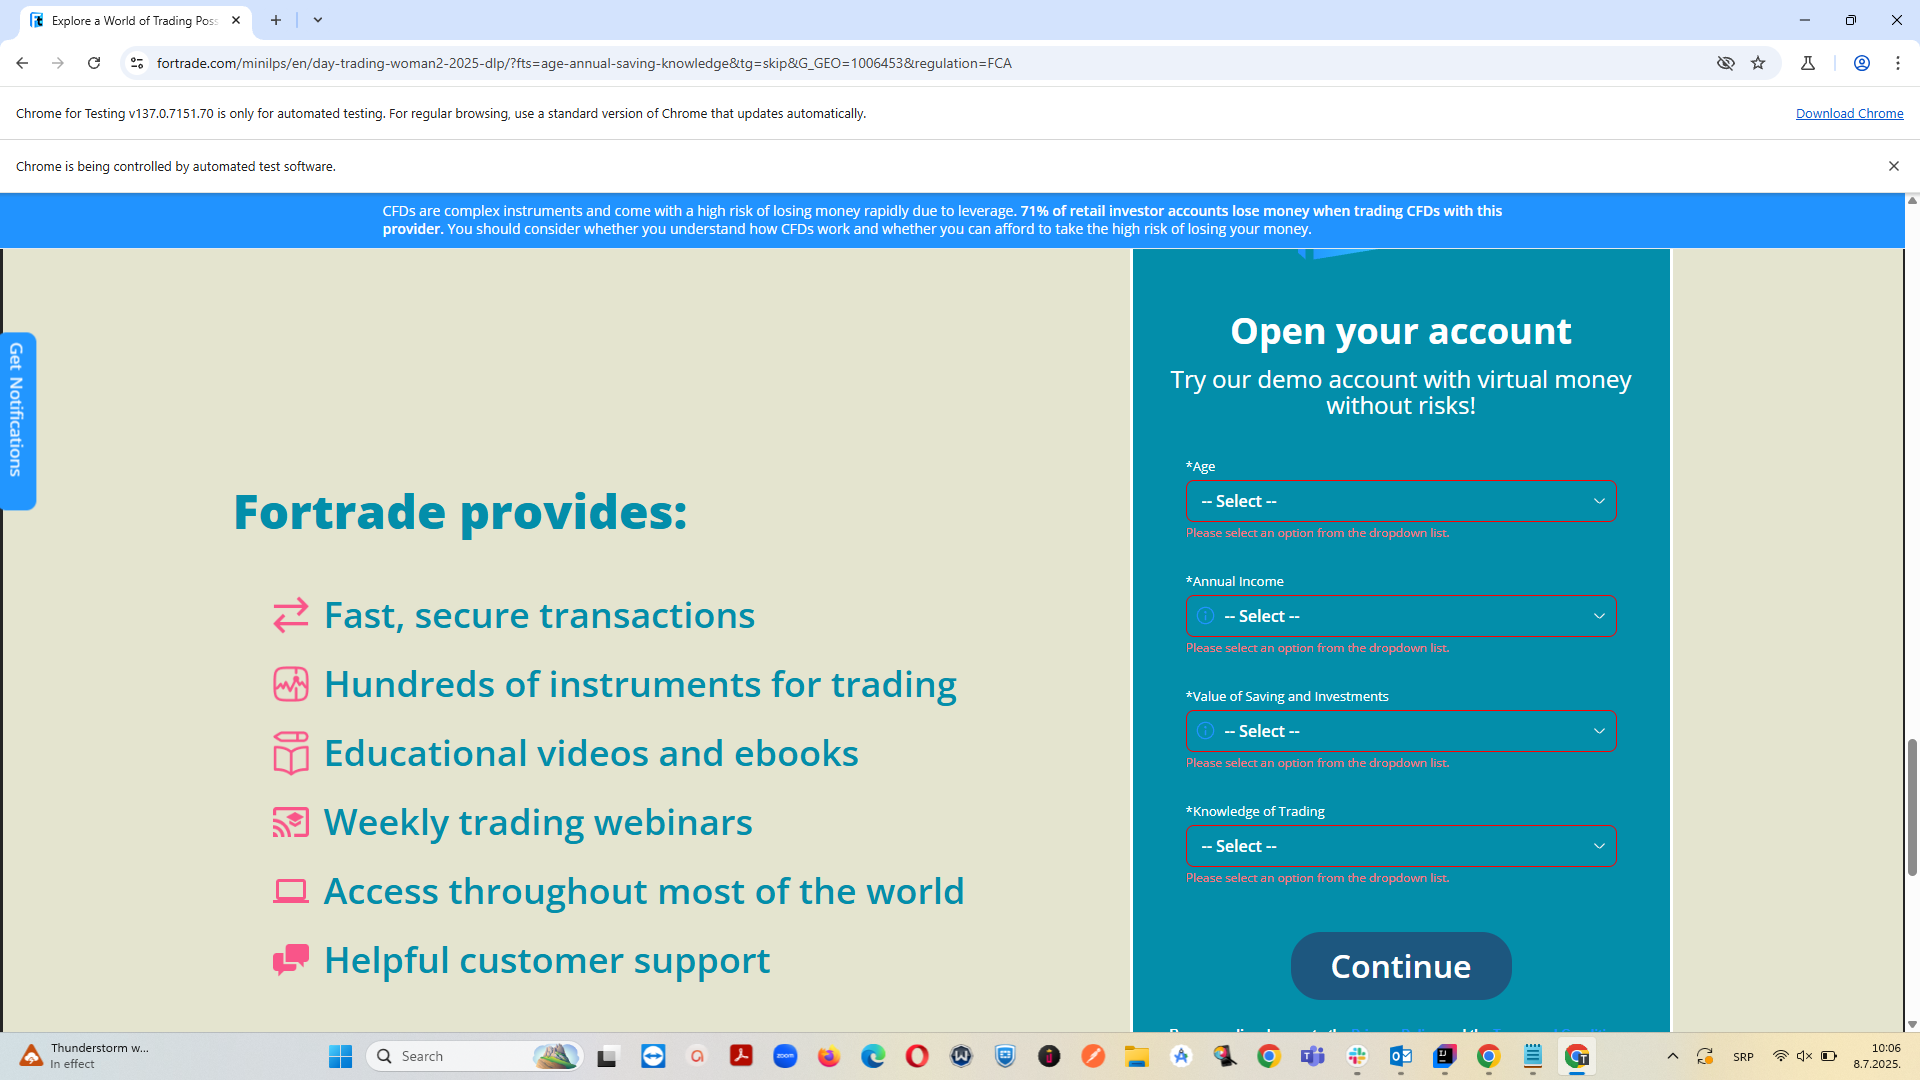 Explore a World of Trading Poss
fortrade.com/minilps/en/day-trading-woman2-2025-dlp/?fts=age-annual-saving-knowledge&tg=skip&G_GEO=1006453&regulation=FCA
Chrome for Testing v137.0.7151.70 is only for automated testing. For regular browsing, use a standard version of Chrome that updates automatically.
Download Chrome
Chrome is being controlled by automated test software.
CFDs are complex instruments and come with a high risk of losing money rapidly due to leverage. 71% of retail investor accounts lose money when trading CFDs with this
provider. You should consider whether you understand how CFDs work and whether you can afford to take the high risk of losing your money.
Get Notifications
Fortrade provides:
Fast, secure transactions
Hundreds of instruments for trading
Educational videos and ebooks
Weekly trading webinars
Access throughout most of the world
Helpful customer support
Open your account
Try our demo account with virtual money
without risks!
*Age
-- Select --
Please select an option from the dropdown list.
*Annual Income
-- Select --
Please select an option from the dropdown list.
*Value of Saving and Investments
-- Select --
Please select an option from the dropdown list.
*Knowledge of Trading
-- Select --
Please select an option from the dropdown list.
Continue
Thunderstorm w...
In effect
Search
zoom
SRP
10:06
8.7.2025.